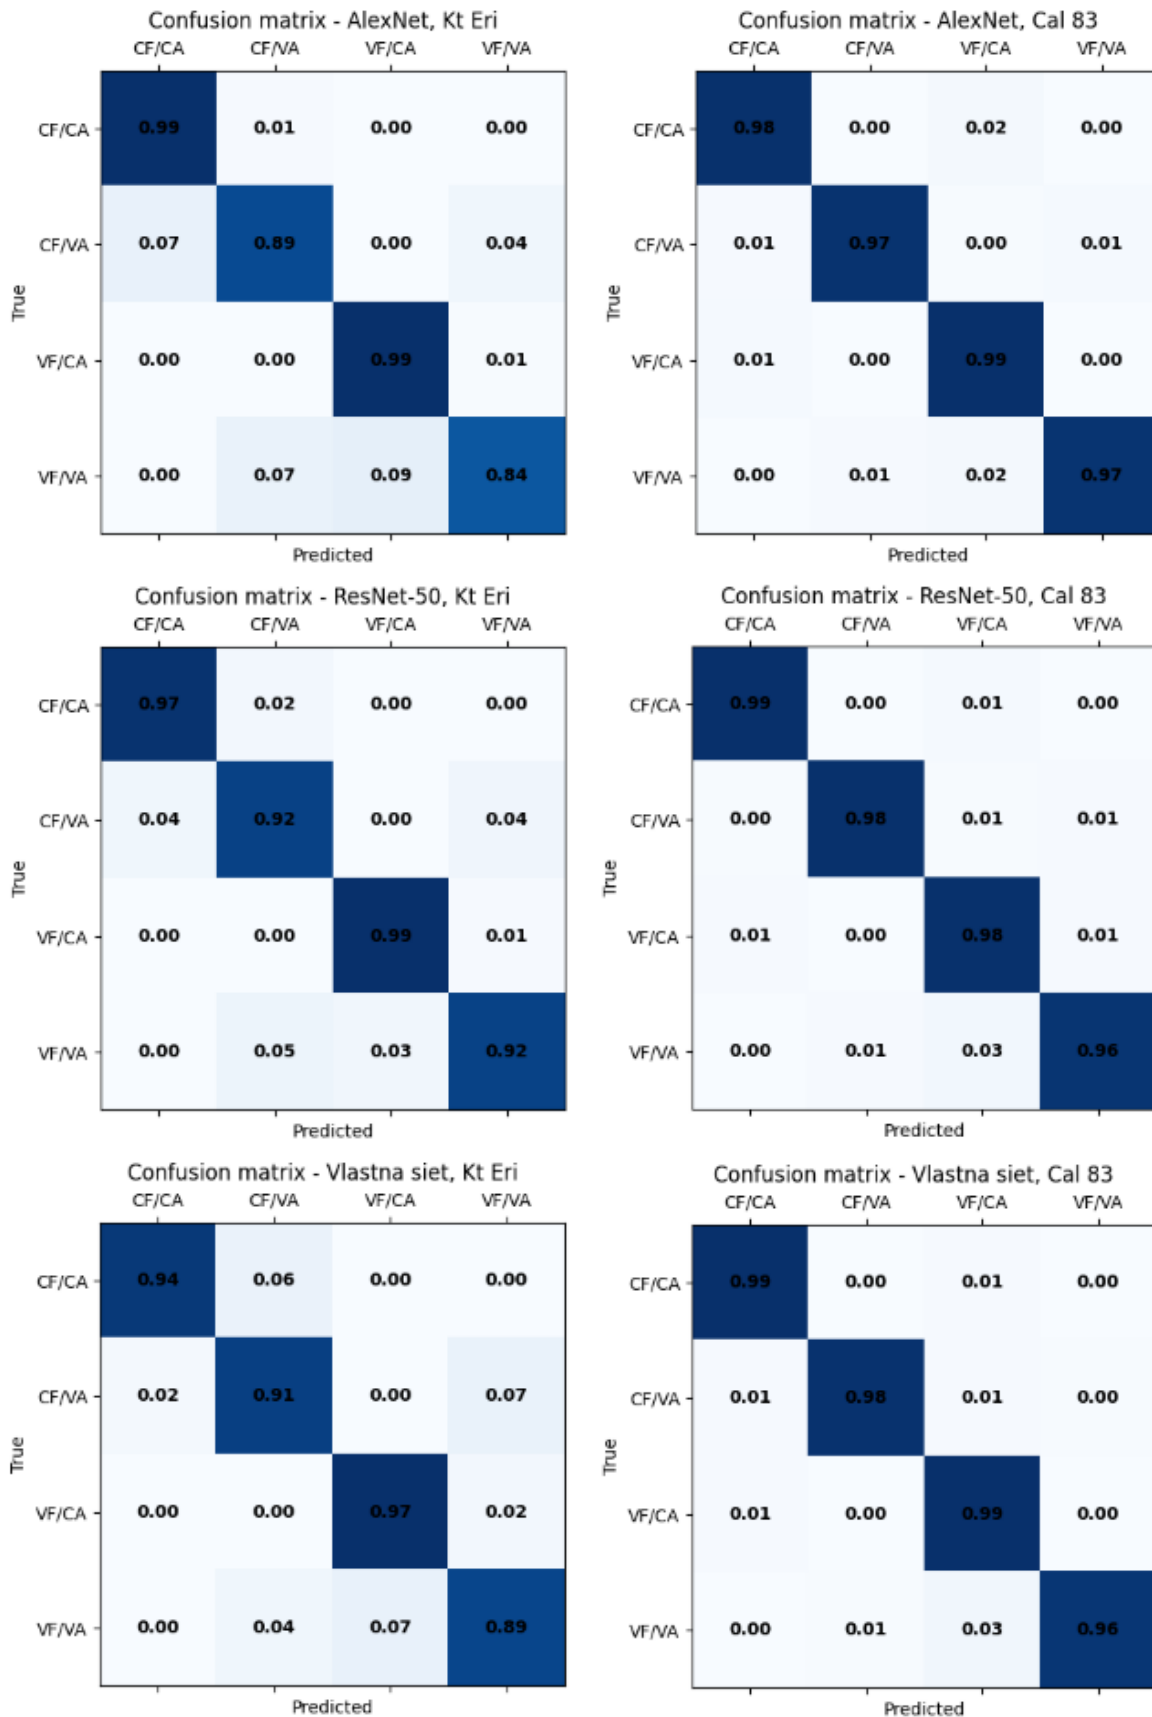 Confusion matrix - AlexNet, Kt Eri
CF/CA CF/VA VF/CA VF/VA
CF/CA 0.99 0.01 0.00 0.00
CF/VA 0.07 0.89 0.00 0.04
True
VF/CA 0.00 0.00 0.99 0.01
VF/VA 0.00 0.07 0.09 0.84
Predicted
Confusion matrix - AlexNet, Cal 83
CF/CA CF/VA VF/CA VF/VA
CF/CA 0.98 0.00 0.02 0.00
CF/VA 0.01 0.97 0.00 0.01
True
VF/CA 0.01 0.00 0.99 0.00
VF/VA 0.00 0.01 0.02 0.97
Predicted
Confusion matrix - ResNet-50, Kt Eri
CF/CA CF/VA VF/CA VF/VA
CF/CA 0.97 0.02 0.00 0.00
CF/VA 0.04 0.92 0.00 0.04
True
VF/CA 0.00 0.00 0.99 0.01
VF/VA 0.00 0.05 0.03 0.92
Predicted
Confusion matrix - ResNet-50, Cal 83
CF/CA CF/VA VF/CA VF/VA
CF/CA 0.99 0.00 0.01 0.00
CF/VA 0.00 0.98 0.01 0.01
True
VF/CA 0.01 0.00 0.98 0.01
VF/VA 0.00 0.01 0.03 0.96
Predicted
Confusion matrix - Vlastna siet, Kt Eri
CF/CA CF/VA VF/CA VF/VA
CF/CA 0.94 0.06 0.00 0.00
CF/VA 0.02 0.91 0.00 0.07
True
VF/CA 0.00 0.00 0.97 0.02
VF/VA 0.00 0.04 0.07 0.89
Predicted
Confusion matrix - Vlastna siet, Cal 83
CF/CA CF/VA VF/CA VF/VA
CF/CA 0.99 0.00 0.01 0.00
CF/VA 0.01 0.98 0.01 0.00
True
VF/CA 0.01 0.00 0.99 0.00
VF/VA 0.00 0.01 0.03 0.96
Predicted